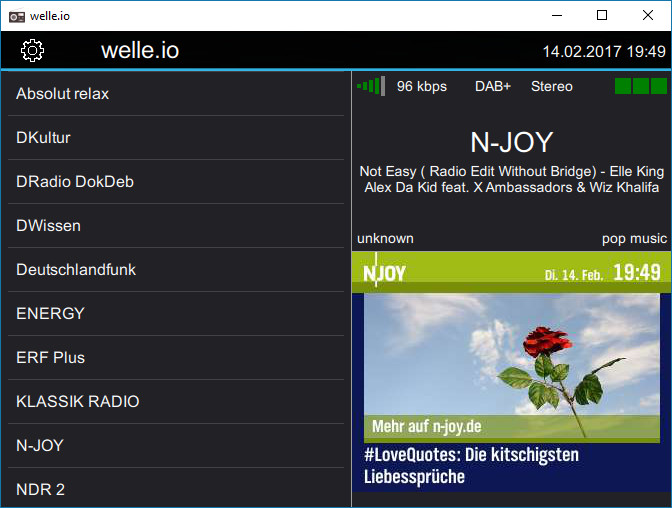 welle.io
welle.io
14.02.2017 19:49
Absolut relax
DKultur
DRadio DokDeb
DWissen
Deutschlandfunk
ENERGY
ERF Plus
KLASSIK RADIO
N-JOY
NDR 2
96 kbps DAB+ Stereo
N-JOY
Not Easy ( Radio Edit Without Bridge) - Elle King
Alex Da Kid feat. X Ambassadors & Wiz Khalifa
unknown pop music
NJOY Di. 14. Feb. 19:49
Mehr auf n-joy.de
#LoveQuotes: Die kitschigsten
Liebessprüche